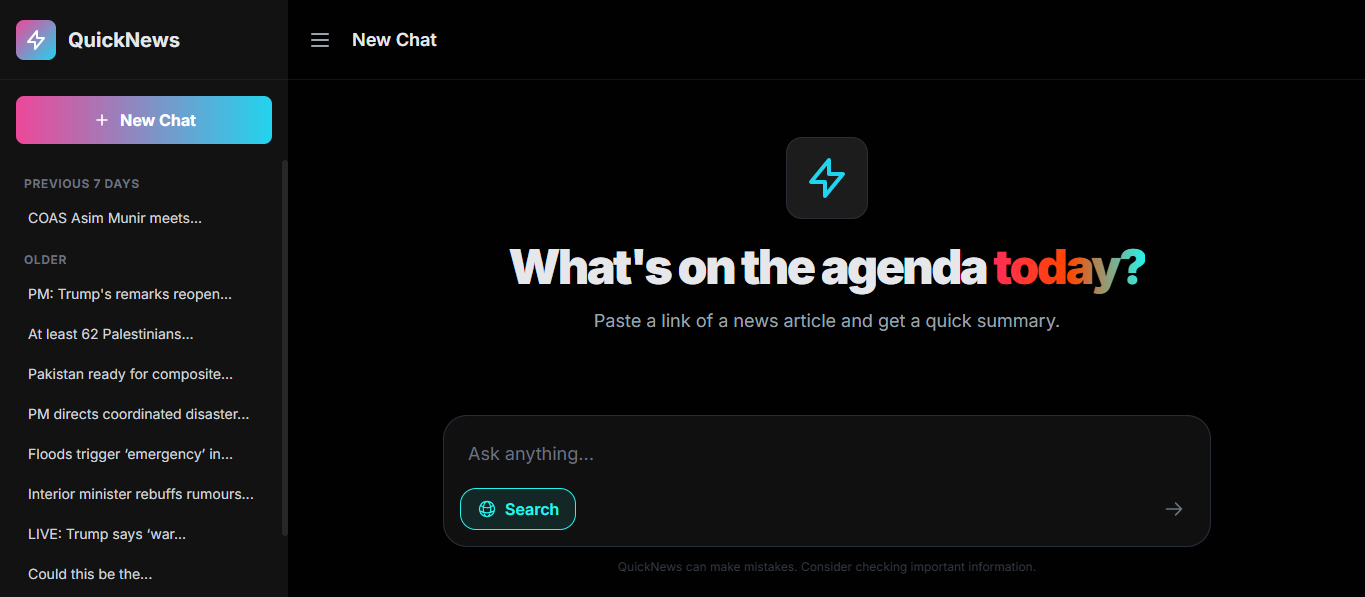 QuickNews
New Chat
+ New Chat
PREVIOUS 7 DAYS
COAS Asim Munir meets...
OLDER
PM: Trump's remarks reopen...
At least 62 Palestinians...
Pakistan ready for composite...
PM directs coordinated disaster...
Floods trigger ‘emergency’ in...
Interior minister rebuffs rumours...
LIVE: Trump says ‘war...
Could this be the...
What's on the agenda today?
Paste a link of a news article and get a quick summary.
Ask anything...
Search
QuickNews can make mistakes. Consider checking important information.